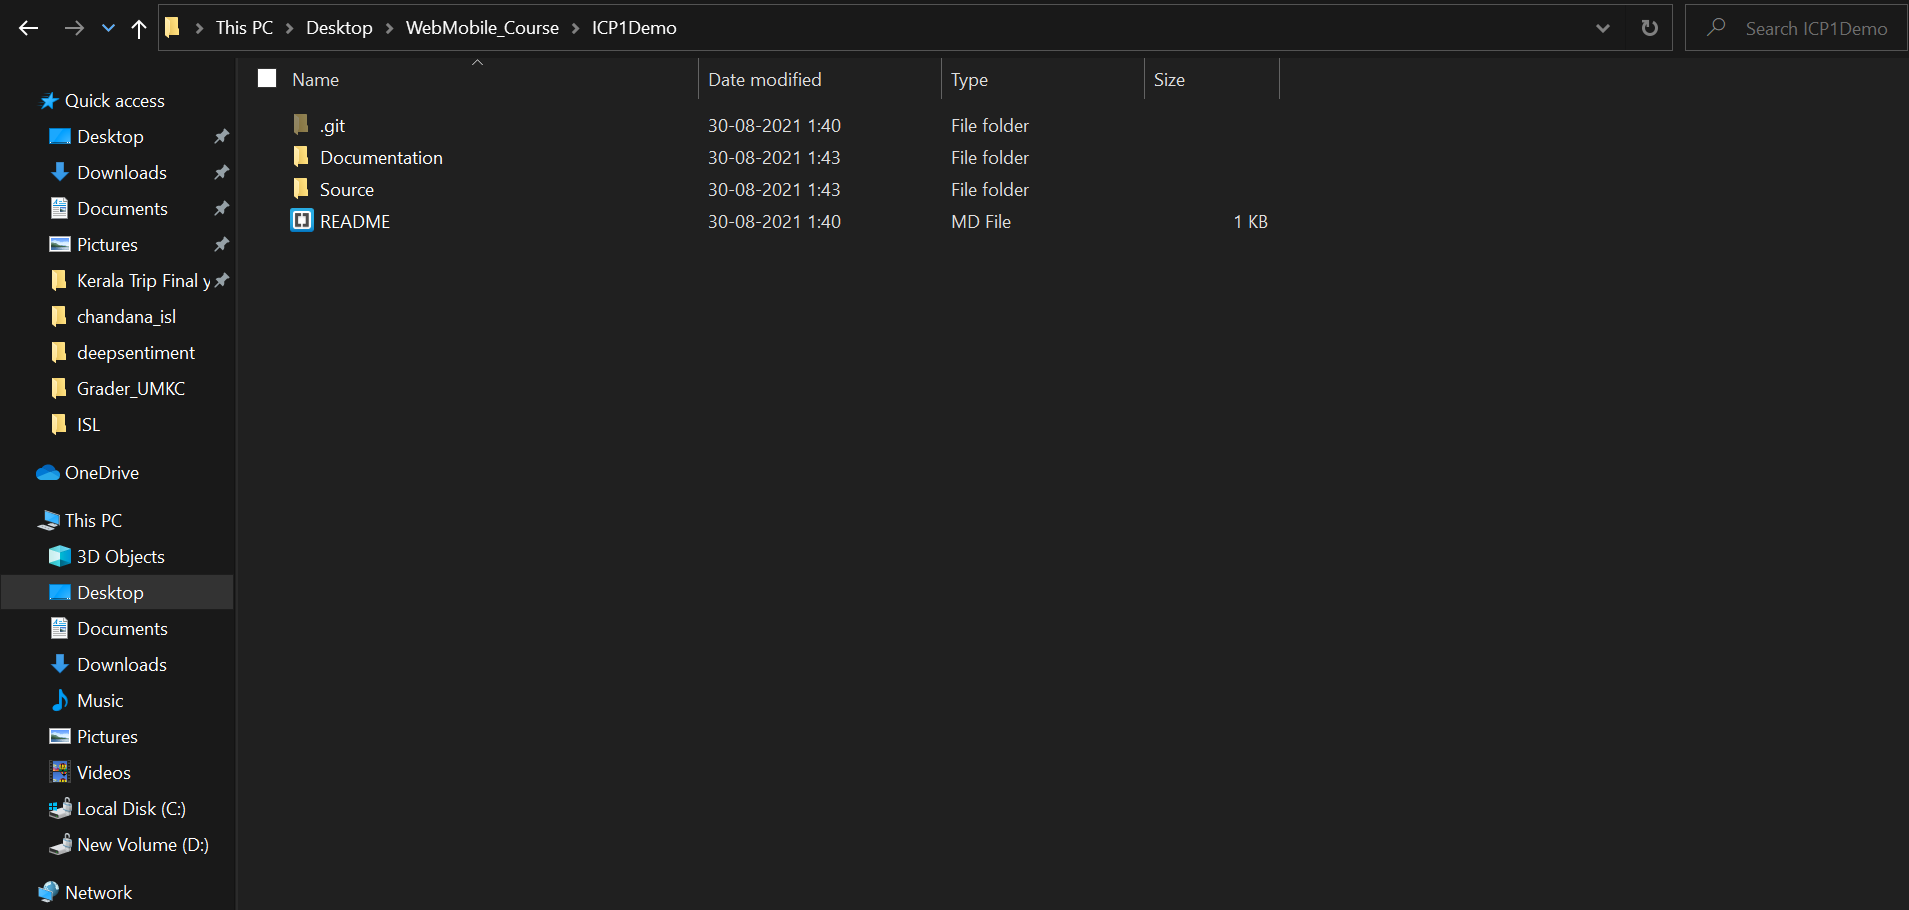 This PC > Desktop > WebMobile_Course > ICP1Demo
Search ICP1Demo
Name Date modified Type Size
.git 30-08-2021 1:40 File folder
Documentation 30-08-2021 1:43 File folder
Source 30-08-2021 1:43 File folder
README 30-08-2021 1:40 MD File 1 KB
Quick access
Desktop
Downloads
Documents
Pictures
Kerala Trip Final y
chandana_isl
deepsentiment
Grader_UMKC
ISL
OneDrive
This PC
3D Objects
Desktop
Documents
Downloads
Music
Pictures
Videos
Local Disk (C:)
New Volume (D:)
Network